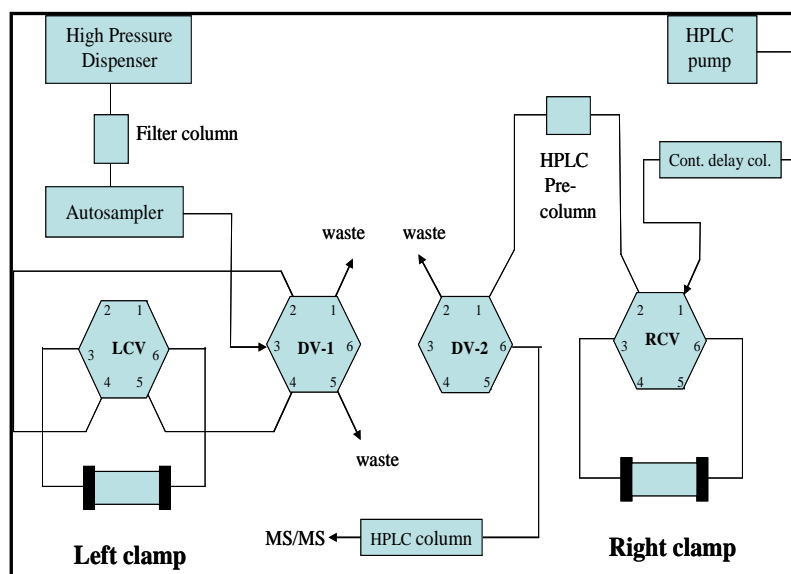 High Pressure
Dispenser
HPLC
pump
Filter column
HPLC
Pre-
column
Cont. delay col.
Autosampler
waste
waste
2 1
3 LCV 6
4 5
2 1
3 DV-1 6
4 5
2 1
3 DV-2 6
4 5
2 1
3 RCV 6
4 5
waste
MS/MS
HPLC column
Left clamp
Right clamp